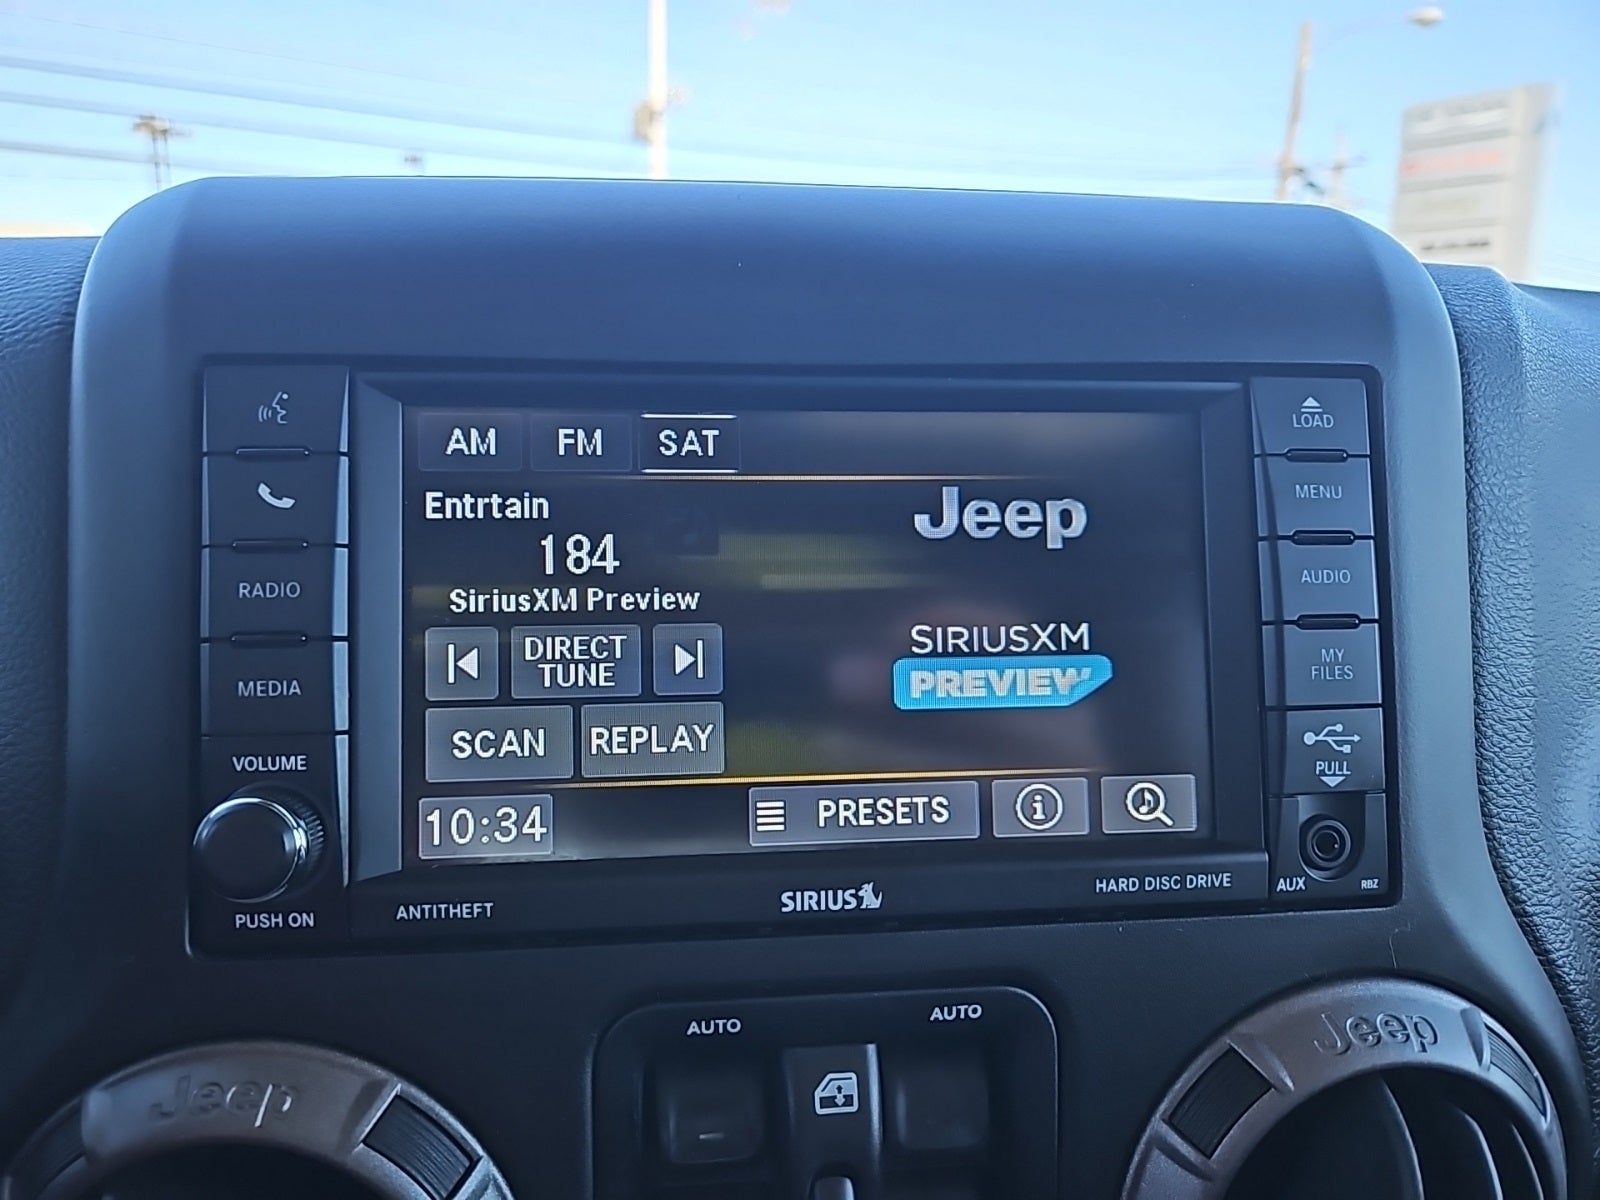 LOAD
MENU
AUDIO
MY
FILES
PULL
AUX
RBZ
RADIO
MEDIA
VOLUME
PUSH ON
AM FM SAT
Entrtain
184
SiriusXM Preview
DIRECT
TUNE
SCAN REPLAY
10:34
PRESETS
Jeep
SIRIUSXM
PREVIEW
ANTITHEFT
SIRIUS
HARD DISC DRIVE
AUTO
AUTO
Jeep
Jeep